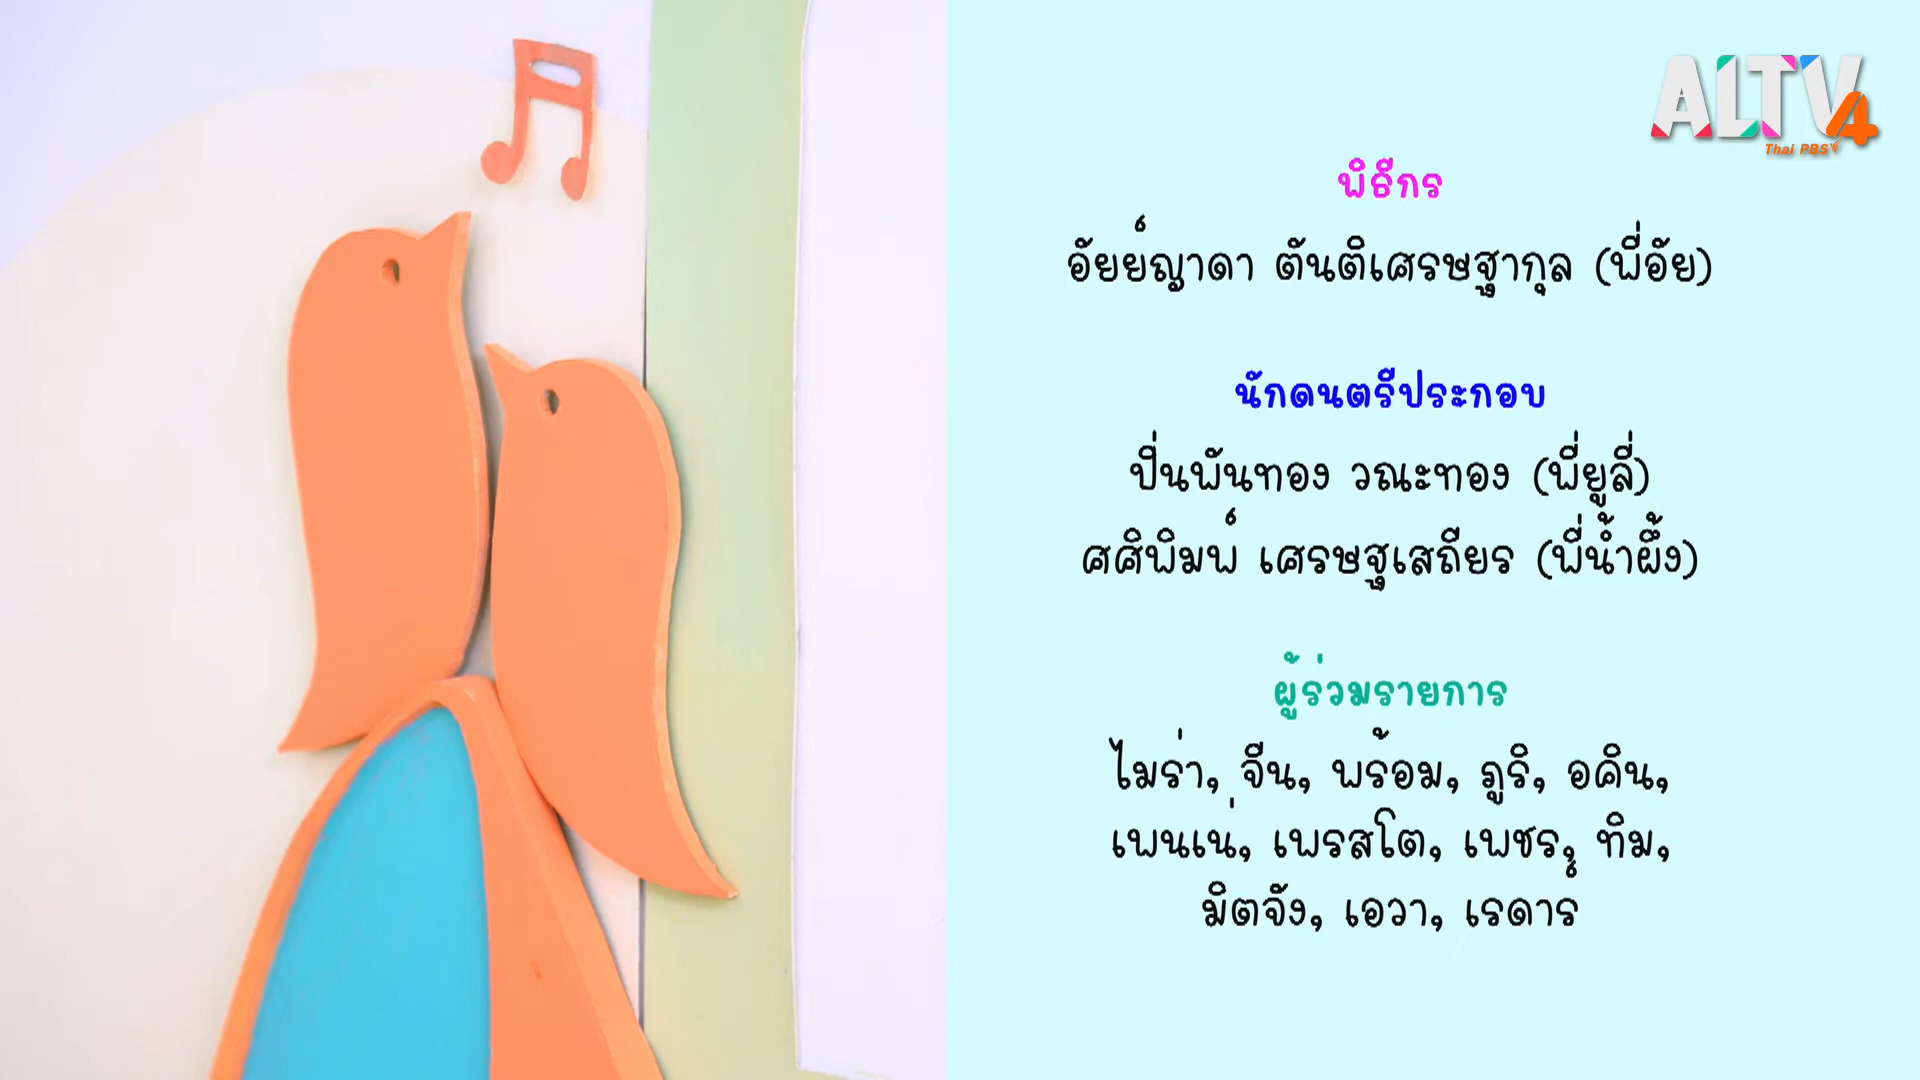 ALTV4
Thai PBS
พิธีกร
อัยย์ญาดา ตันติเศรษฐากุล (พี่อัย)
นักดนตรีประกอบ
ปิ่นพันทอง วณะทอง (พี่ยูลี่)
ศศิพิมพ์ เศรษฐเสถียร (พี่น้ำผึ้ง)
ผู้ร่วมรายการ
ไมร่า, จีน, พร้อม, ภูริ, อคิน,
เพนเน่, เพรสโต, เพชร, ทิม,
มิตจัง, เอวา, เรดาร์